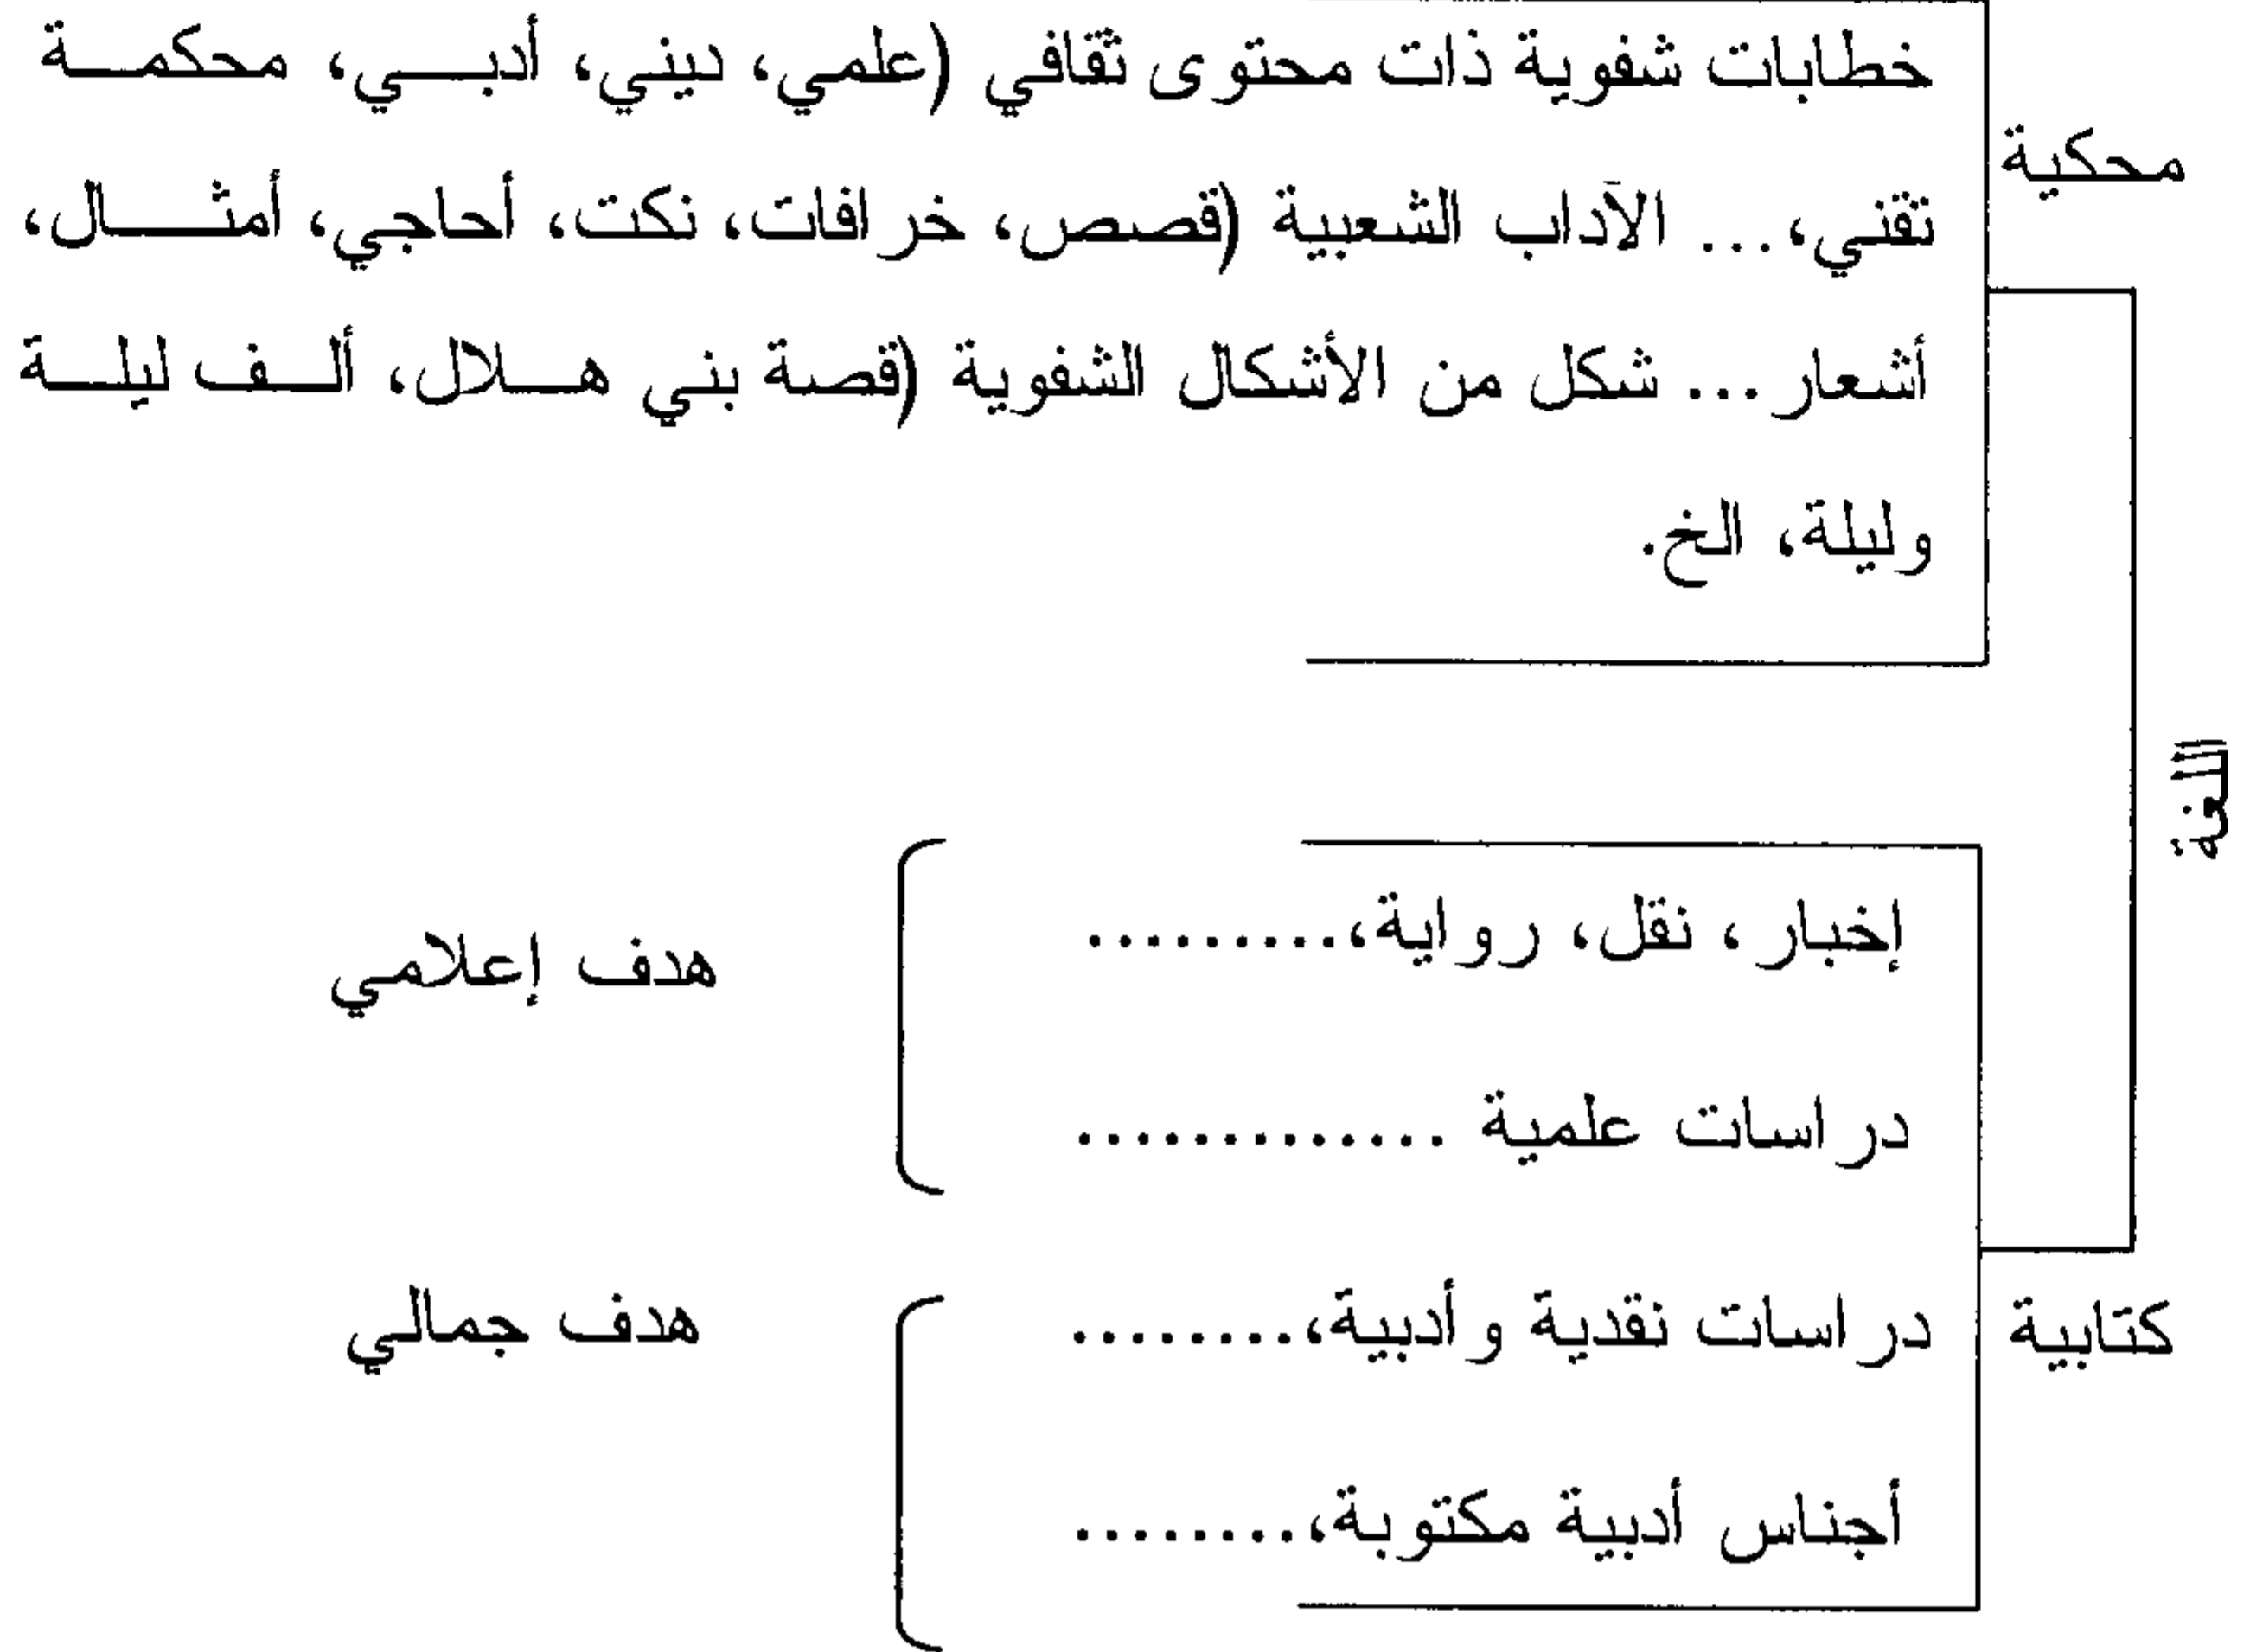 خطابات شفوية ذات محتوى ثقافي (علمي، ديني، أدبي، محكمة
محكية
تقني،... الآداب الشعبية (قصص، خرافات، نكت، أحاجي، أمثال،
أشعار... شكل من الأشكال الشفوية (قصة بني هلال، ألف ليلة
وليلة، الخ.
اللغة
إخبار، نقل، رواية،.........
هدف إعلامي
دراسات علمية .............
كتابية
دراسات نقدية وأدبية،........
هدف جمالي
أجناس أدبية مكتوبة،........